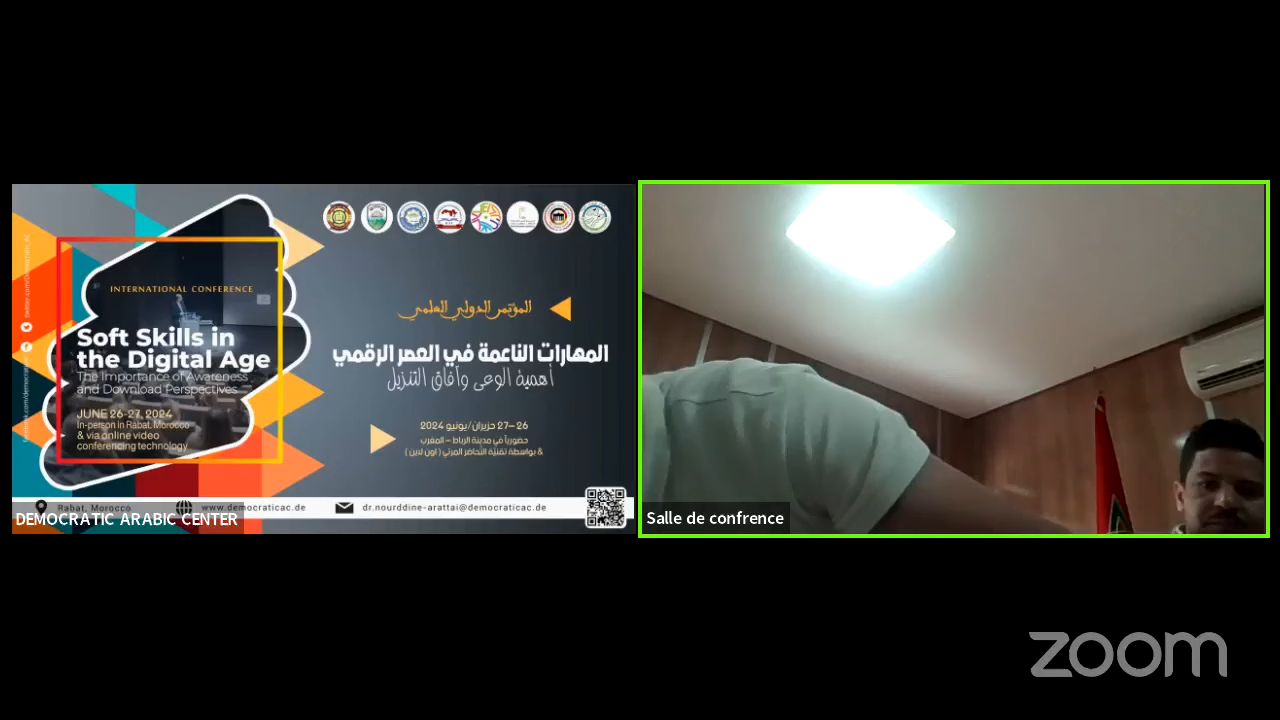 INTERNATIONAL CONFERENCE
Soft Skills in
the Digital Age
The Importance of Awareness
and Download Perspectives
JUNE 26-27, 2024
In-person in Rabat, Morocco
& via online video
conferencing technology
المؤتمر الدولي العلمي
المهارات الناعمة في العصر الرقمي
أهمية الوعي وآفاق التنزيل
26–27 حزيران/يونيو 2024
حضورياً في مدينة الرباط – المغرب
& بواسطة تقنيّة التحاضر المرئي ( اون لاين )
Rabat, Morocco
www.democraticac.de
dr.nourddine-arattai@democraticac.de
DEMOCRATIC ARABIC CENTER
Salle de confrence
zoom